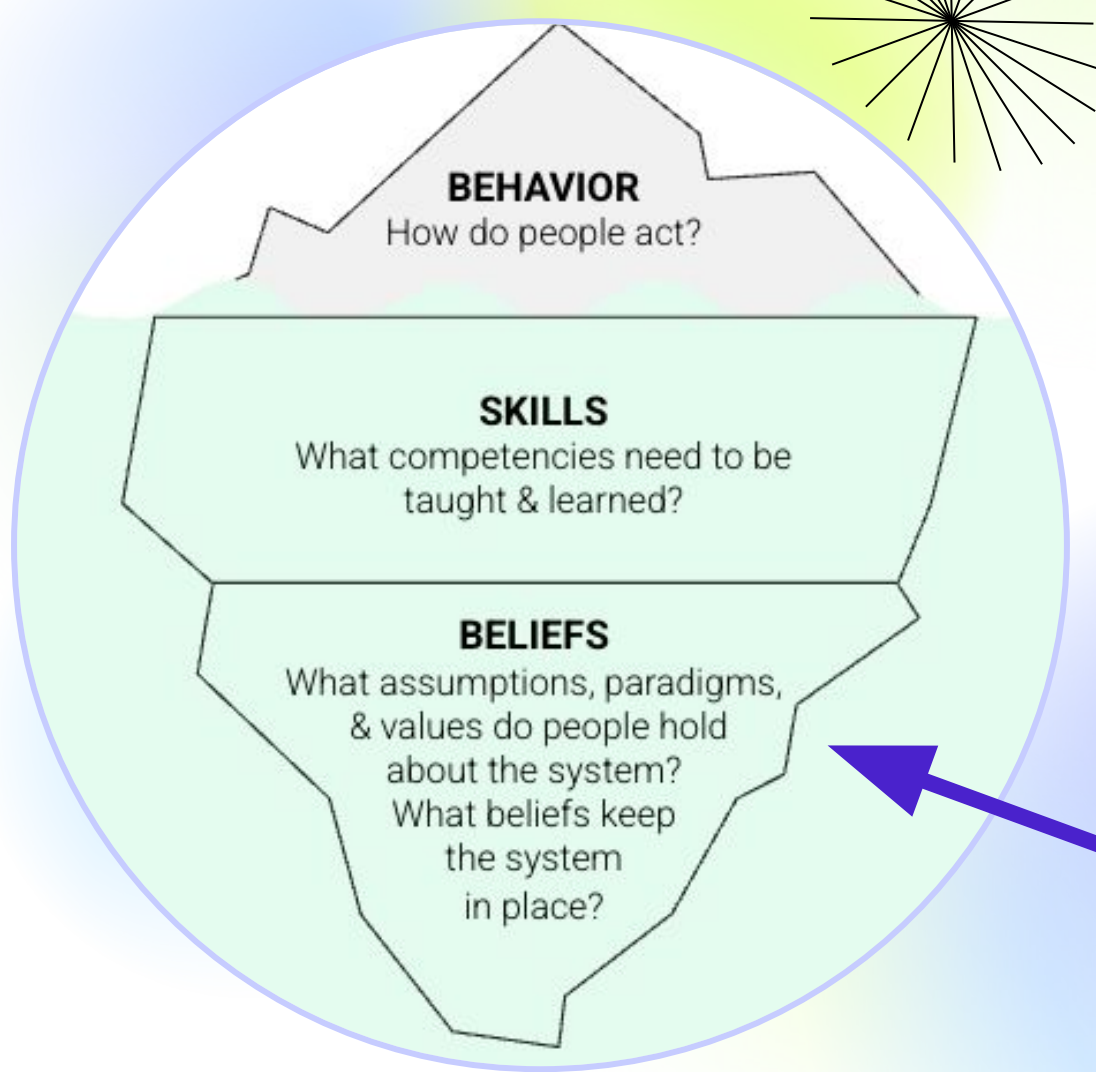 BEHAVIOR
How do people act?
SKILLS
What competencies need to be
taught & learned?
BELIEFS
What assumptions, paradigms,
& values do people hold
about the system?
What beliefs keep
the system
in place?